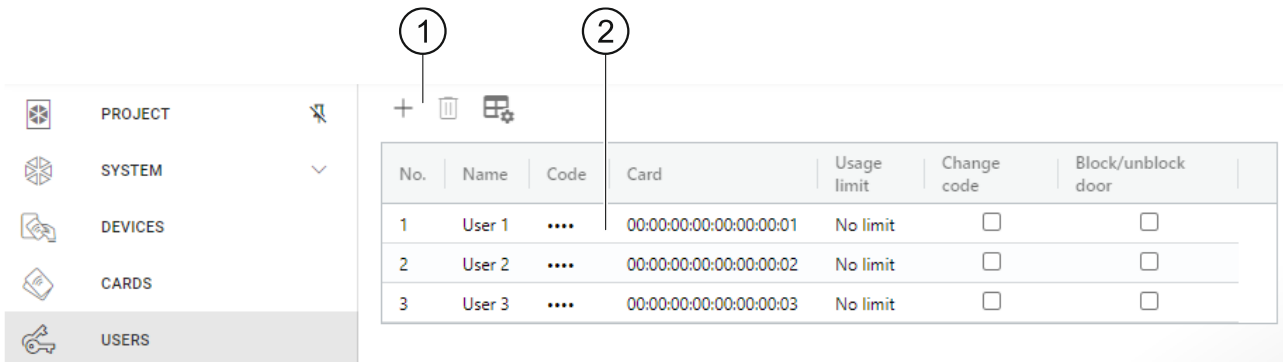 1 2
PROJECT
SYSTEM
DEVICES
CARDS
USERS
No. Name Code Card Usage limit Change code Block/unblock door
1 User 1 •••• 00:00:00:00:00:00:00:01 No limit
2 User 2 •••• 00:00:00:00:00:00:00:02 No limit
3 User 3 •••• 00:00:00:00:00:00:00:03 No limit